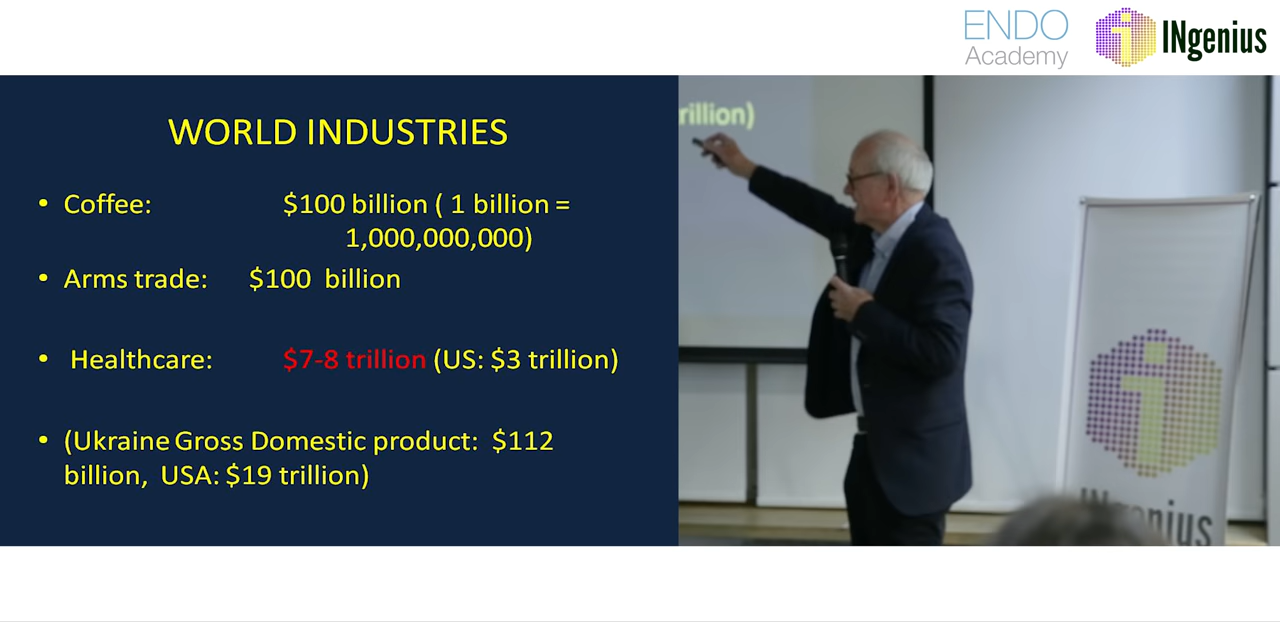 ENDO
Academy
INgenius
WORLD INDUSTRIES
• Coffee: $100 billion ( 1 billion =
1,000,000,000)
• Arms trade: $100 billion
• Healthcare: $7-8 trillion (US: $3 trillion)
• (Ukraine Gross Domestic product: $112
billion, USA: $19 trillion)
rillion)
INgenius